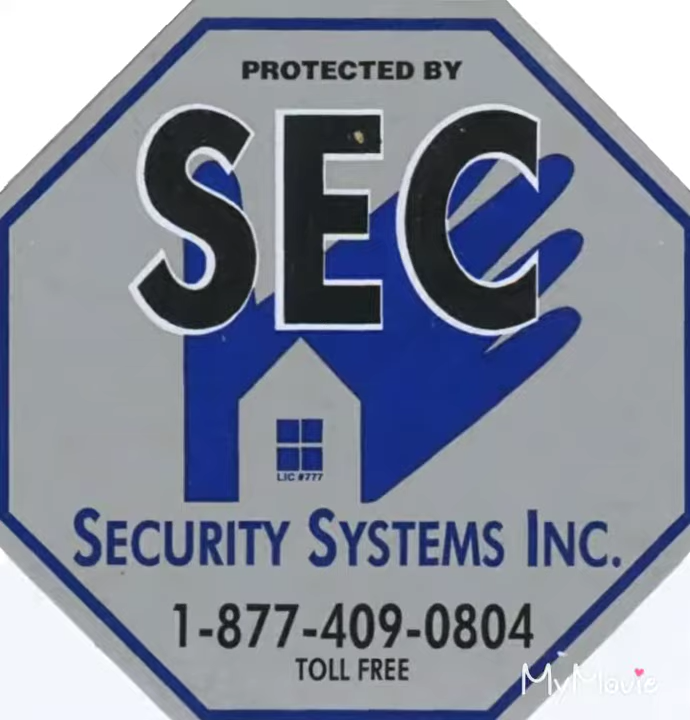 PROTECTED BY
SEC
LIC #777
SECURITY SYSTEMS INC.
1-877-409-0804
TOLL FREE
MyMovie